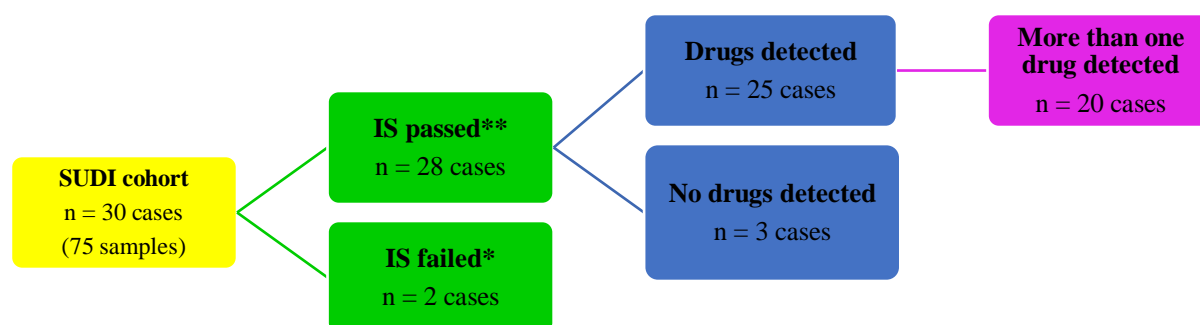 SUDI cohort
n = 30 cases
(75 samples)
IS passed**
n = 28 cases
IS failed*
n = 2 cases
Drugs detected
n = 25 cases
No drugs detected
n = 3 cases
More than one
drug detected
n = 20 cases